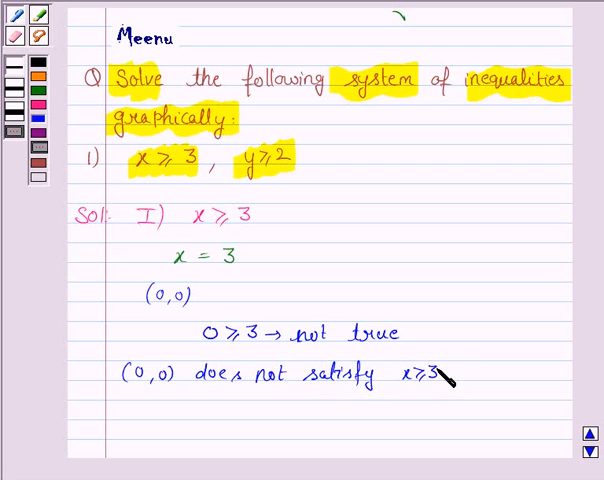 Meenu
Q Solve the following system of inequalities
graphically:
1) x ≥ 3 , y ≥ 2
Sol: I) x ≥ 3
x = 3
(0,0)
0 ≥ 3 → not true
(0,0) does not satisfy x ≥ 3